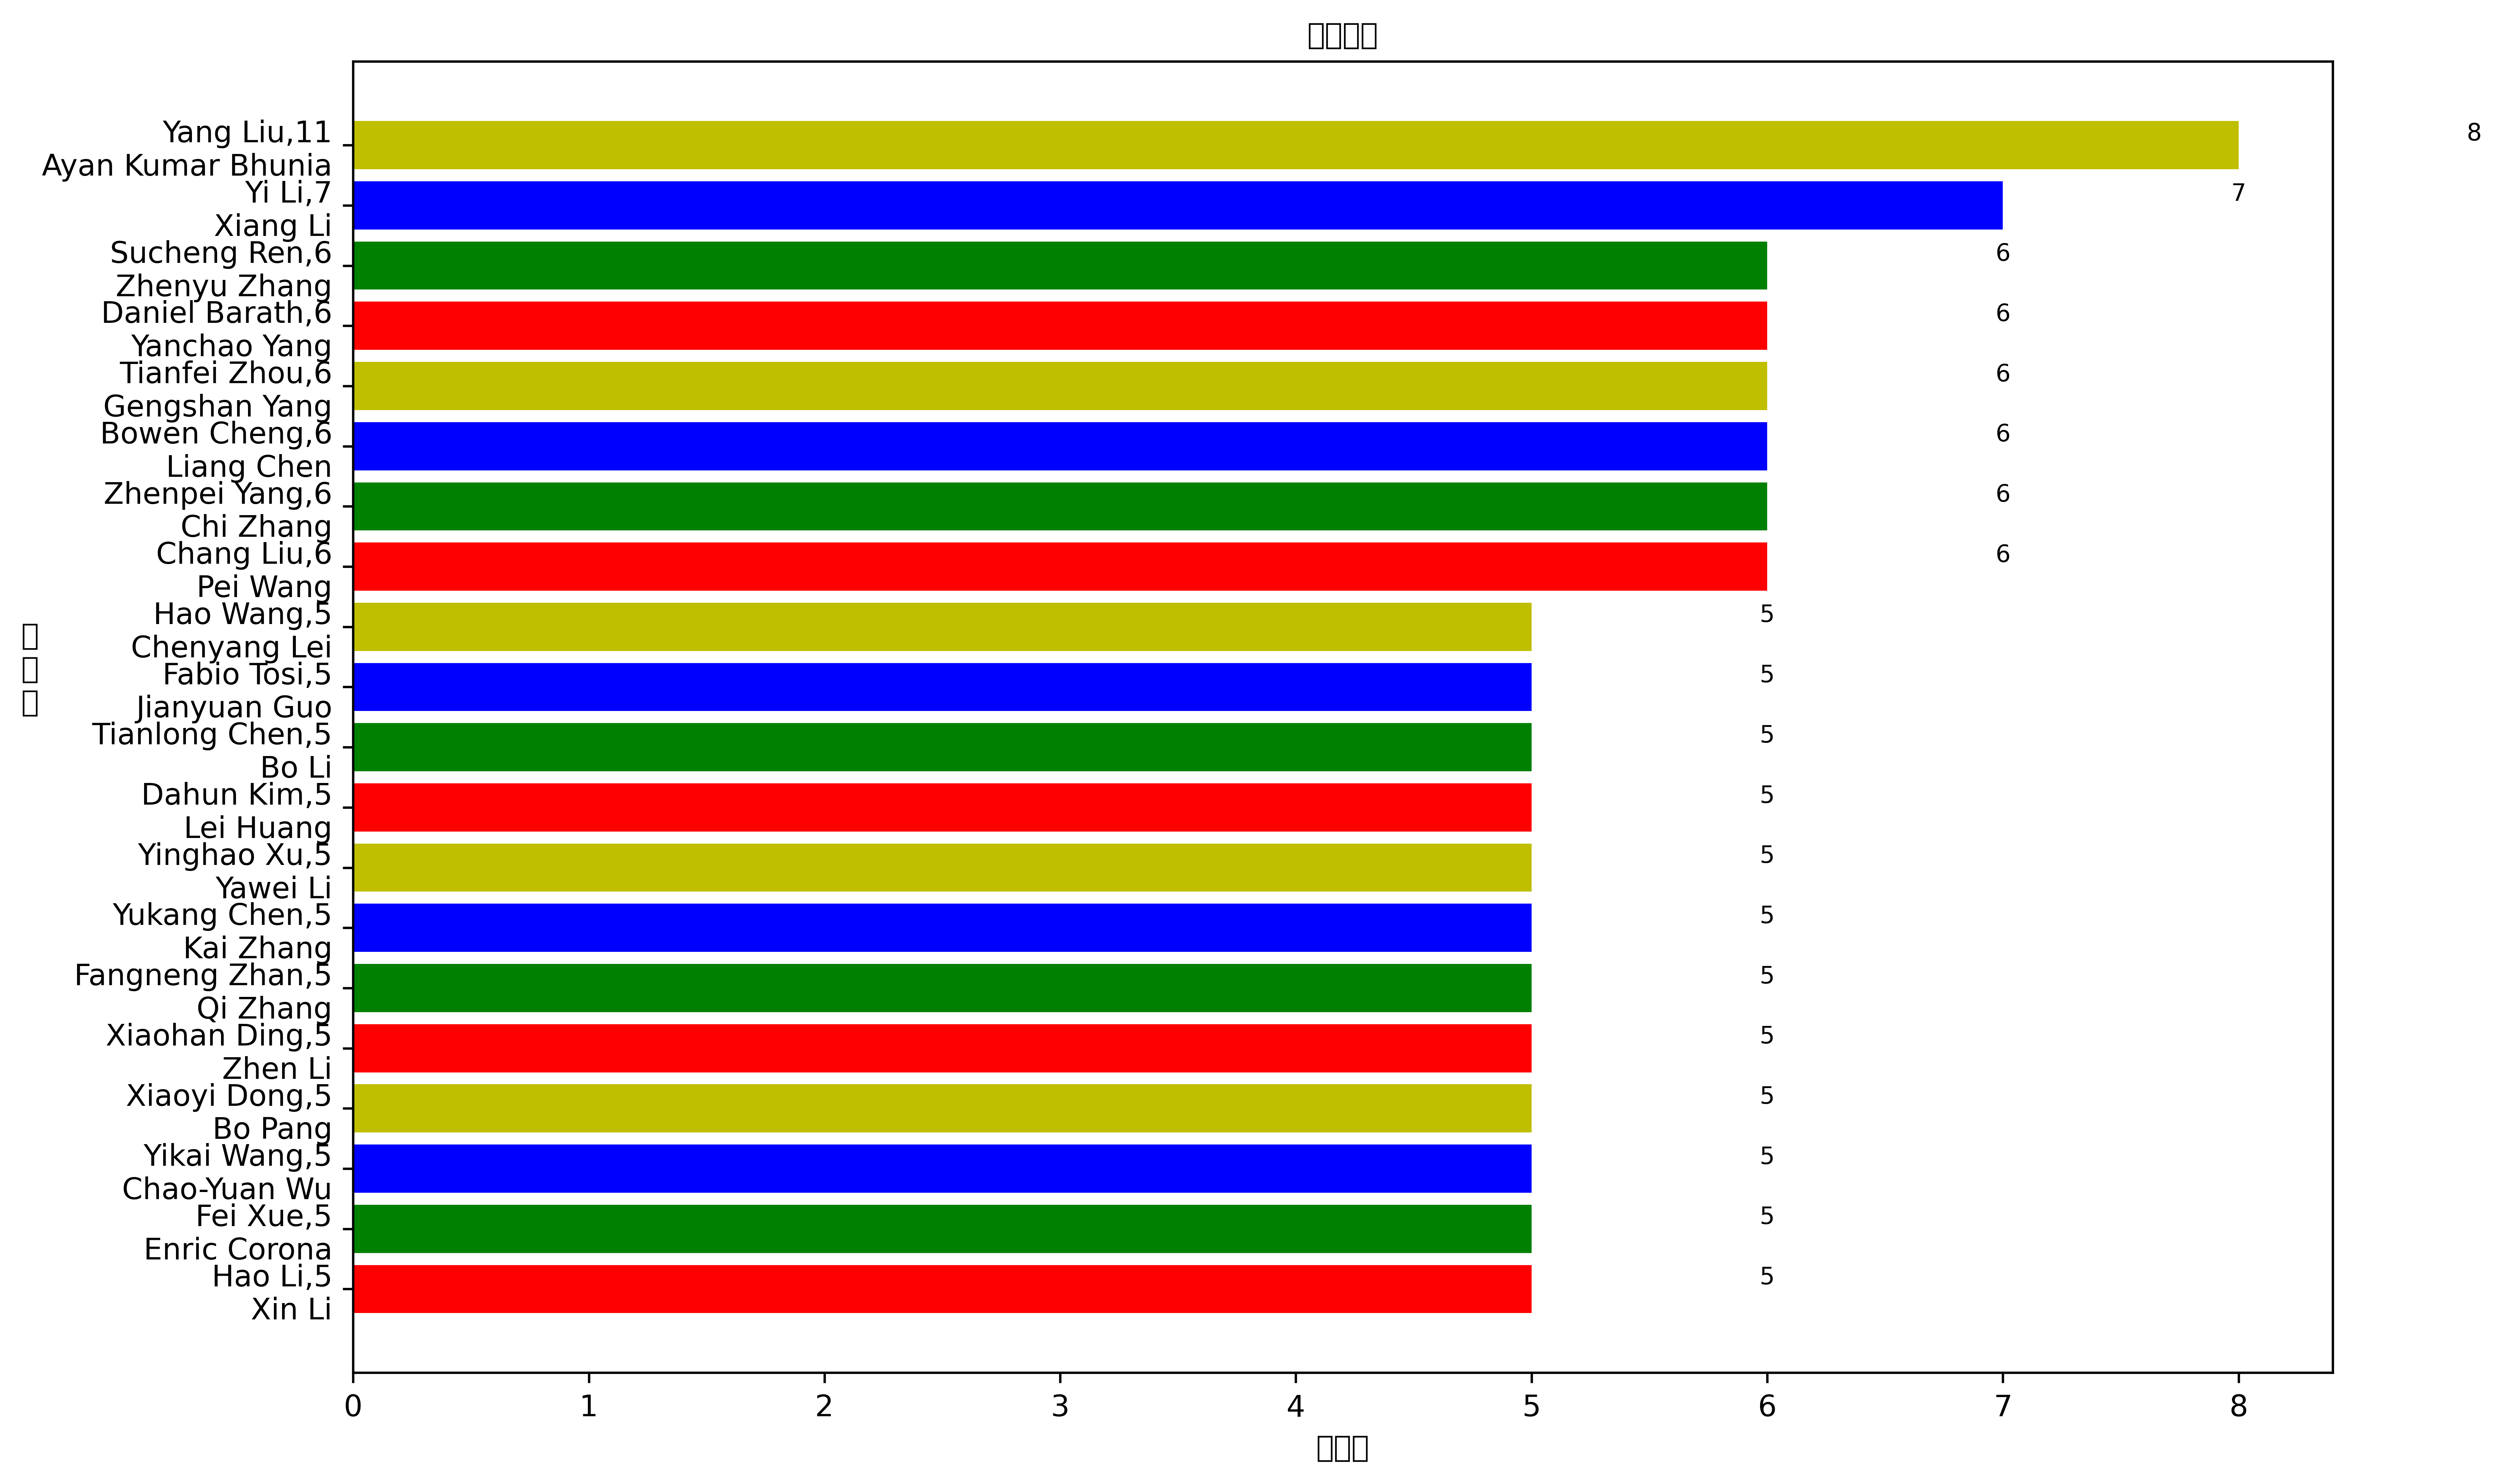 Yang Liu,11
Ayan Kumar Bhunia
8
Yi Li,7
Xiang Li
7
Sucheng Ren,6
Zhenyu Zhang
6
Daniel Barath,6
Yanchao Yang
6
Tianfei Zhou,6
Gengshan Yang
6
Bowen Cheng,6
Liang Chen
6
Zhenpei Yang,6
Chi Zhang
6
Chang Liu,6
Pei Wang
6
Hao Wang,5
Chenyang Lei
5
Fabio Tosi,5
Jianyuan Guo
5
Tianlong Chen,5
Bo Li
5
Dahun Kim,5
Lei Huang
5
Yinghao Xu,5
Yawei Li
5
Yukang Chen,5
Kai Zhang
5
Fangneng Zhan,5
Qi Zhang
5
Xiaohan Ding,5
Zhen Li
5
Xiaoyi Dong,5
Bo Pang
5
Yikai Wang,5
Chao-Yuan Wu
5
Fei Xue,5
Enric Corona
5
Hao Li,5
Xin Li
5
0 1 2 3 4 5 6 7 8